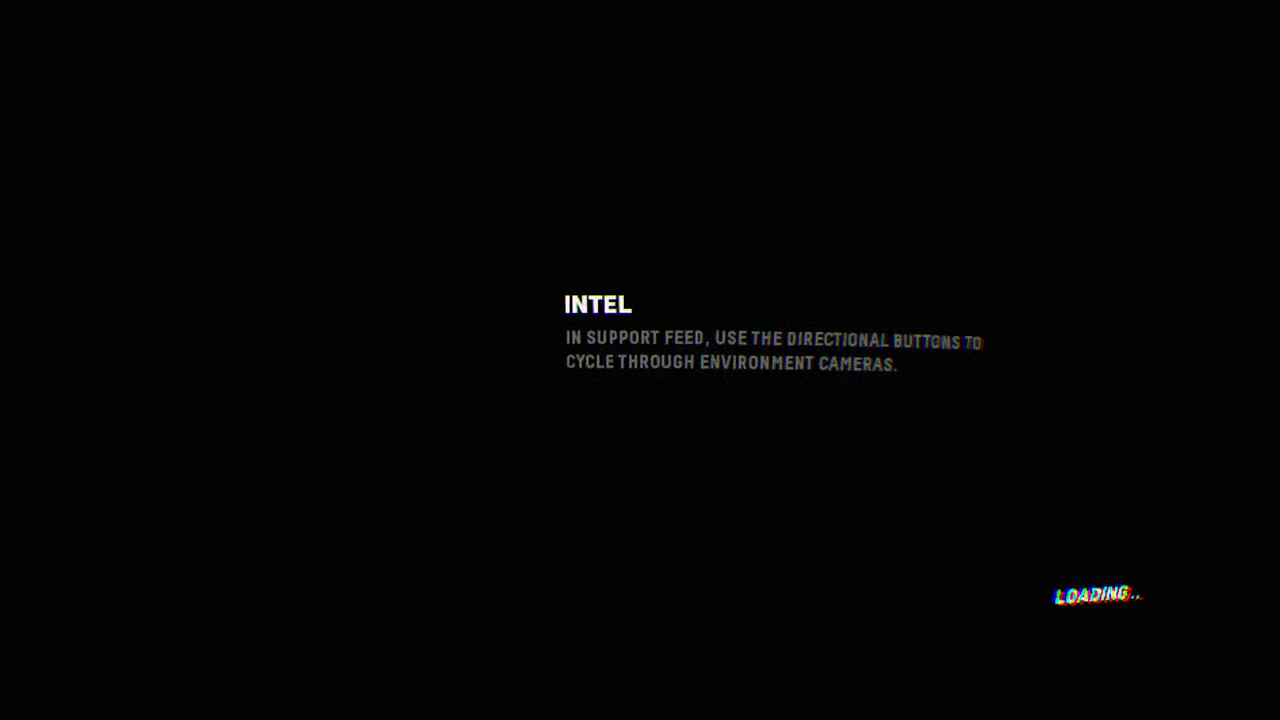 INTEL
IN SUPPORT FEED, USE THE DIRECTIONAL BUTTONS TO
CYCLE THROUGH ENVIRONMENT CAMERAS.
LOADING..